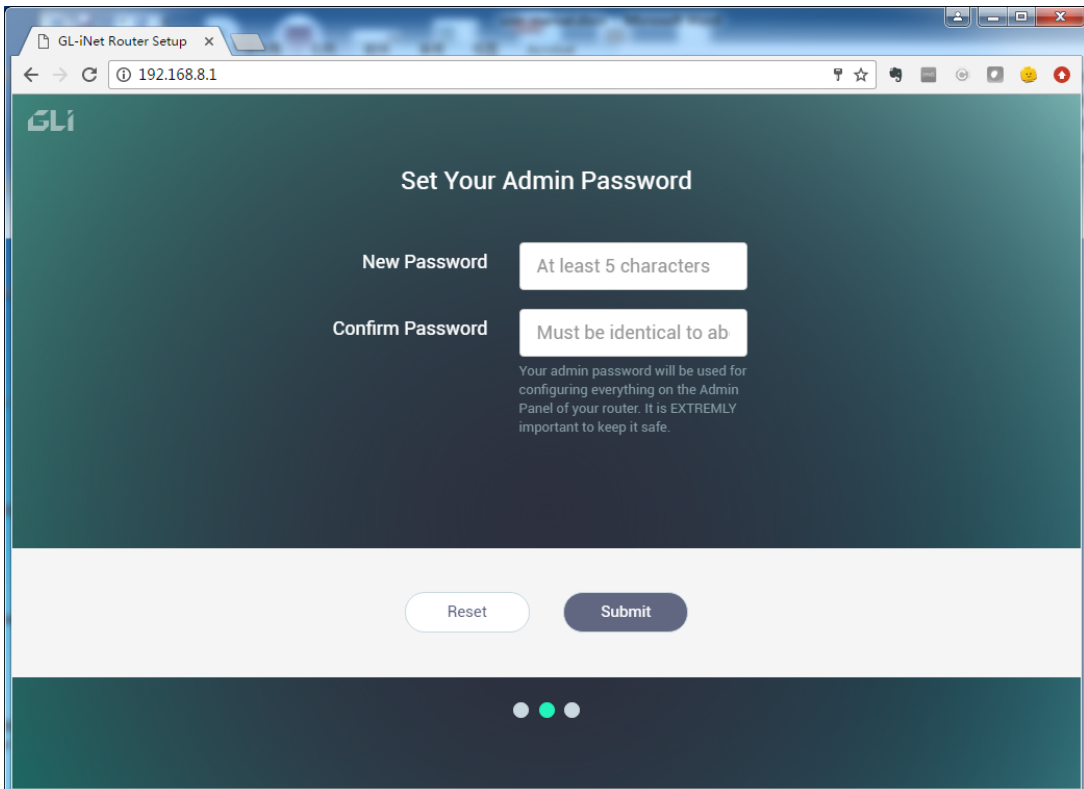 GL-iNet Router Setup
192.168.8.1
GLi
Set Your Admin Password
New Password
At least 5 characters
Confirm Password
Must be identical to ab
Your admin password will be used for
configuring everything on the Admin
Panel of your router. It is EXTREMLY
important to keep it safe.
Reset
Submit